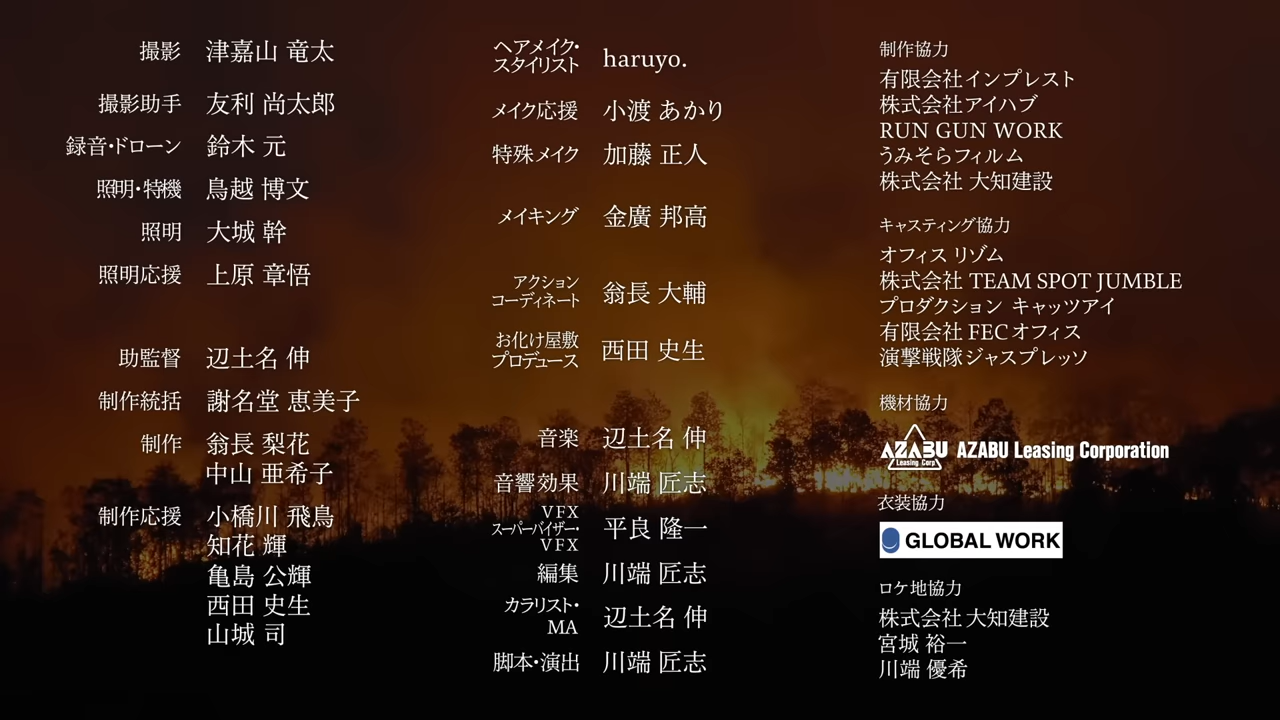 撮影 津嘉山 竜太
撮影助手 友利 尚太郎
録音・ドローン 鈴木 元
照明・特機 鳥越 博文
照明 大城 幹
照明応援 上原 章悟
助監督 辺土名 伸
制作統括 謝名堂 恵美子
制作 翁長 梨花
中山 亜希子
制作応援 小橋川 飛鳥
知花 輝
亀島 公輝
西田 史生
山城 司
ヘアメイク・
スタイリスト haruyo.
メイク応援 小渡 あかり
特殊メイク 加藤 正人
メイキング 金廣 邦高
アクション
コーディネート 翁長 大輔
お化け屋敷
プロデュース 西田 史生
音楽 辺土名 伸
音響効果 川端 匠志
VFX
スーパーバイザー・ 平良 隆一
VFX
編集 川端 匠志
カラリスト・
MA 辺土名 伸
脚本・演出 川端 匠志
制作協力
有限会社インプレスト
株式会社アイハブ
RUN GUN WORK
うみそらフィルム
株式会社 大知建設
キャスティング協力
オフィス リゾム
株式会社 TEAM SPOT JUMBLE
プロダクション キャッツアイ
有限会社 FECオフィス
演撃戦隊ジャスプレッソ
機材協力
AZABU Leasing Corp. AZABU Leasing Corporation
衣装協力
GLOBAL WORK
ロケ地協力
株式会社 大知建設
宮城 裕一
川端 優希